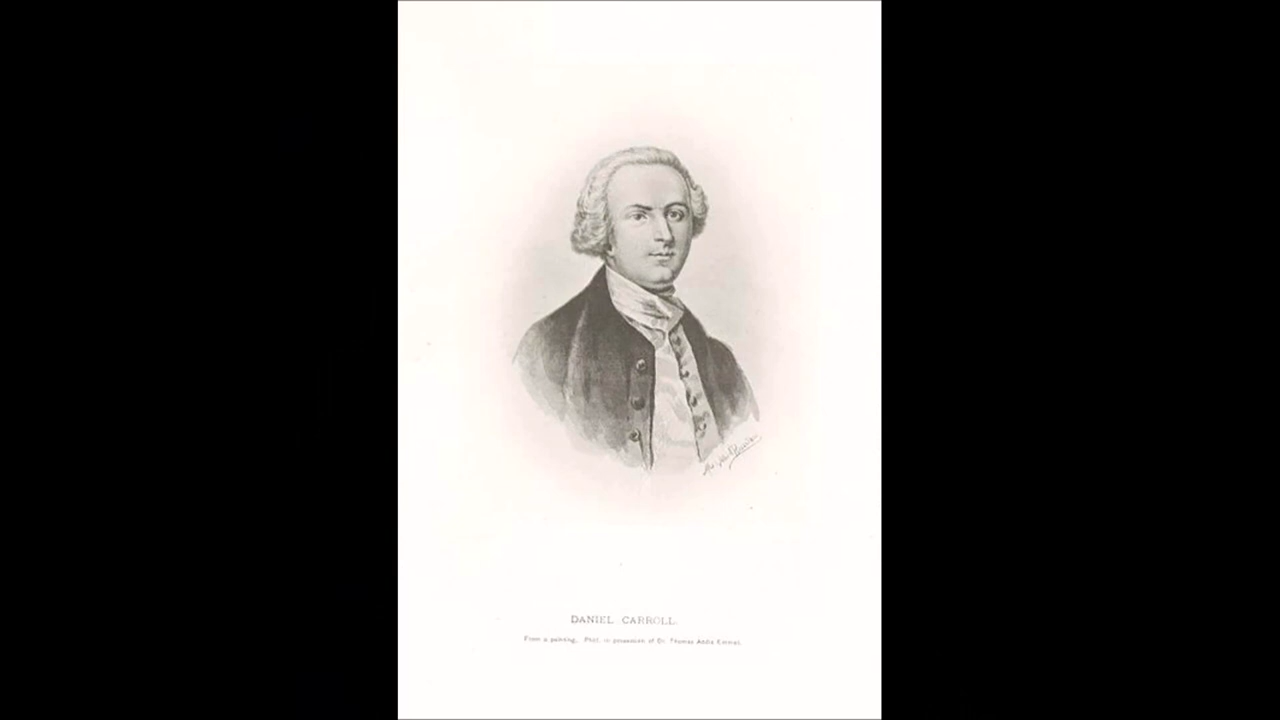 DANIEL CARROLL
From a painting. Phot. in possession of Dr. Thomas Addis Emmet.